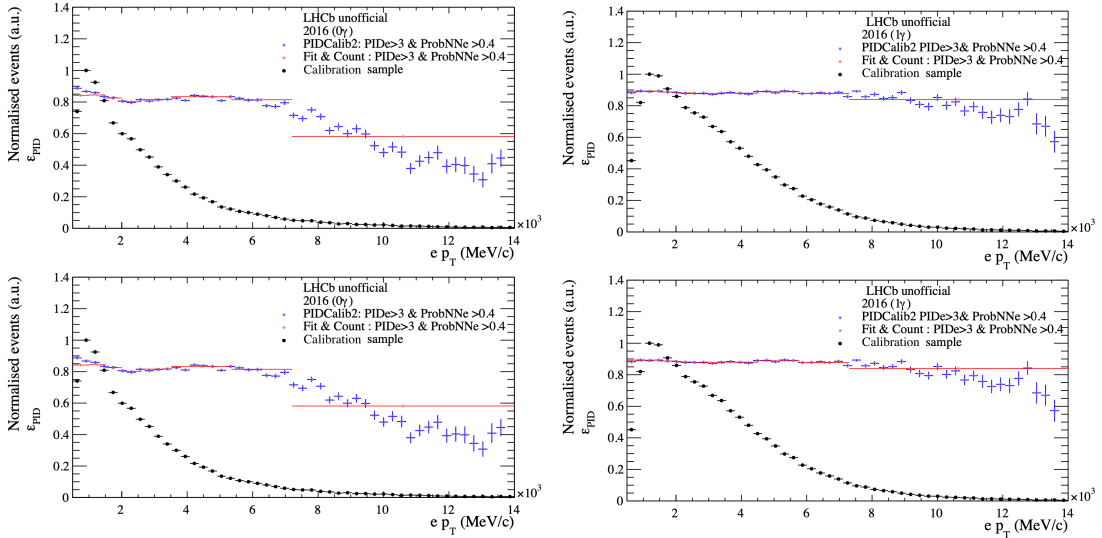 LHCb unofficial
2016 (0γ)
PIDCalib2: PIDe>3 & ProbNNe >0.4
Fit & Count : PIDe>3 & ProbNNe >0.4
Calibration sample
Normalised events (a.u.)
ε_PID
1.4
1.2
1
0.8
0.6
0.4
0.2
0
2 4 6 8 10 12 14
×10³
e p_T (MeV/c)
LHCb unofficial
2016 (1γ)
PIDCalib2 PIDe>3& ProbNNe >0.4
Fit & Count : PIDe>3 & ProbNNe >0.4
Calibration sample
Normalised events (a.u.)
ε_PID
1.4
1.2
1
0.8
0.6
0.4
0.2
0
2 4 6 8 10 12 14
×10³
e p_T (MeV/c)
LHCb unofficial
2016 (0γ)
PIDCalib2: PIDe>3 & ProbNNe >0.4
Fit & Count : PIDe>3 & ProbNNe >0.4
Calibration sample
Normalised events (a.u.)
ε_PID
1.4
1.2
1
0.8
0.6
0.4
0.2
0
2 4 6 8 10 12 14
×10³
e p_T (MeV/c)
LHCb unofficial
2016 (1γ)
PIDCalib2 PIDe>3& ProbNNe >0.4
Fit & Count : PIDe>3 & ProbNNe >0.4
Calibration sample
Normalised events (a.u.)
ε_PID
1.4
1.2
1
0.8
0.6
0.4
0.2
0
2 4 6 8 10 12 14
×10³
e p_T (MeV/c)